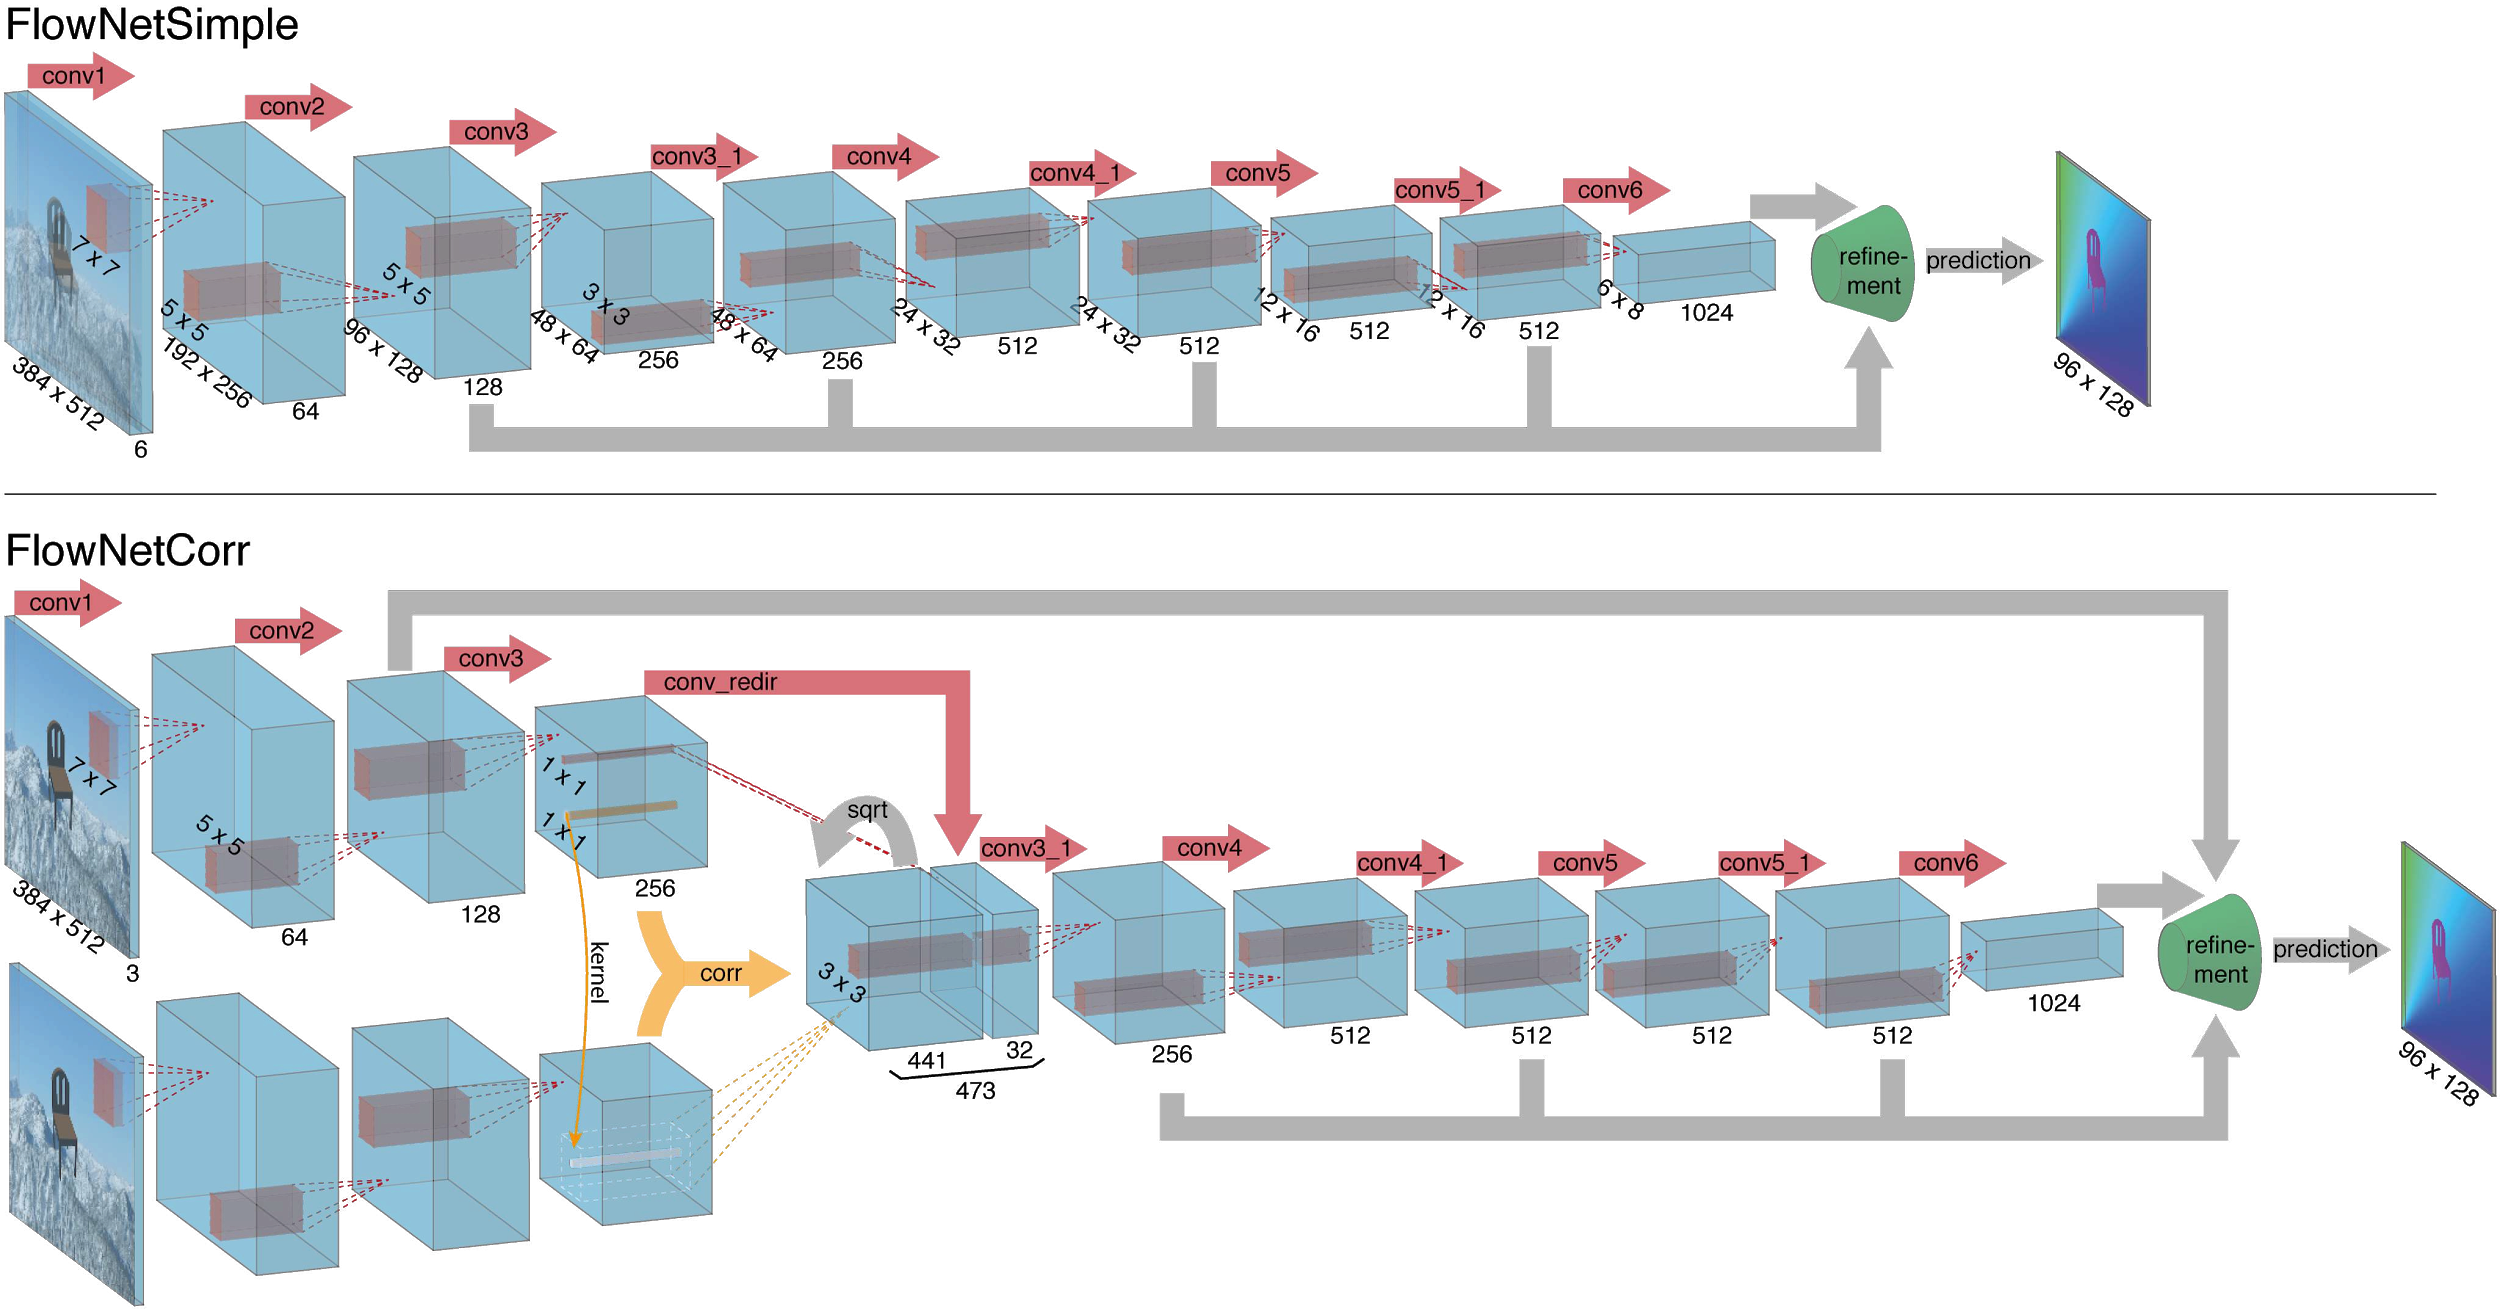 FlowNetSimple
conv1
conv2
conv3
conv3_1
conv4
conv4_1
conv5
conv5_1
conv6
7 x 7
5 x 5
5 x 5
3 x 3
384 x 512
192 x 256
96 x 128
48 x 64
48 x 64
24 x 32
24 x 32
12 x 16
12 x 16
6 x 8
6
64
128
256
256
512
512
512
512
1024
refine-
ment
prediction
96 x 128
FlowNetCorr
conv1
conv2
conv3
conv_redir
sqrt
conv3_1
conv4
conv4_1
conv5
conv5_1
conv6
7 x 7
5 x 5
1 x 1
1 x 1
3 x 3
384 x 512
3
64
128
256
kernel
corr
441
32
473
256
512
512
512
512
1024
refine-
ment
prediction
96 x 128